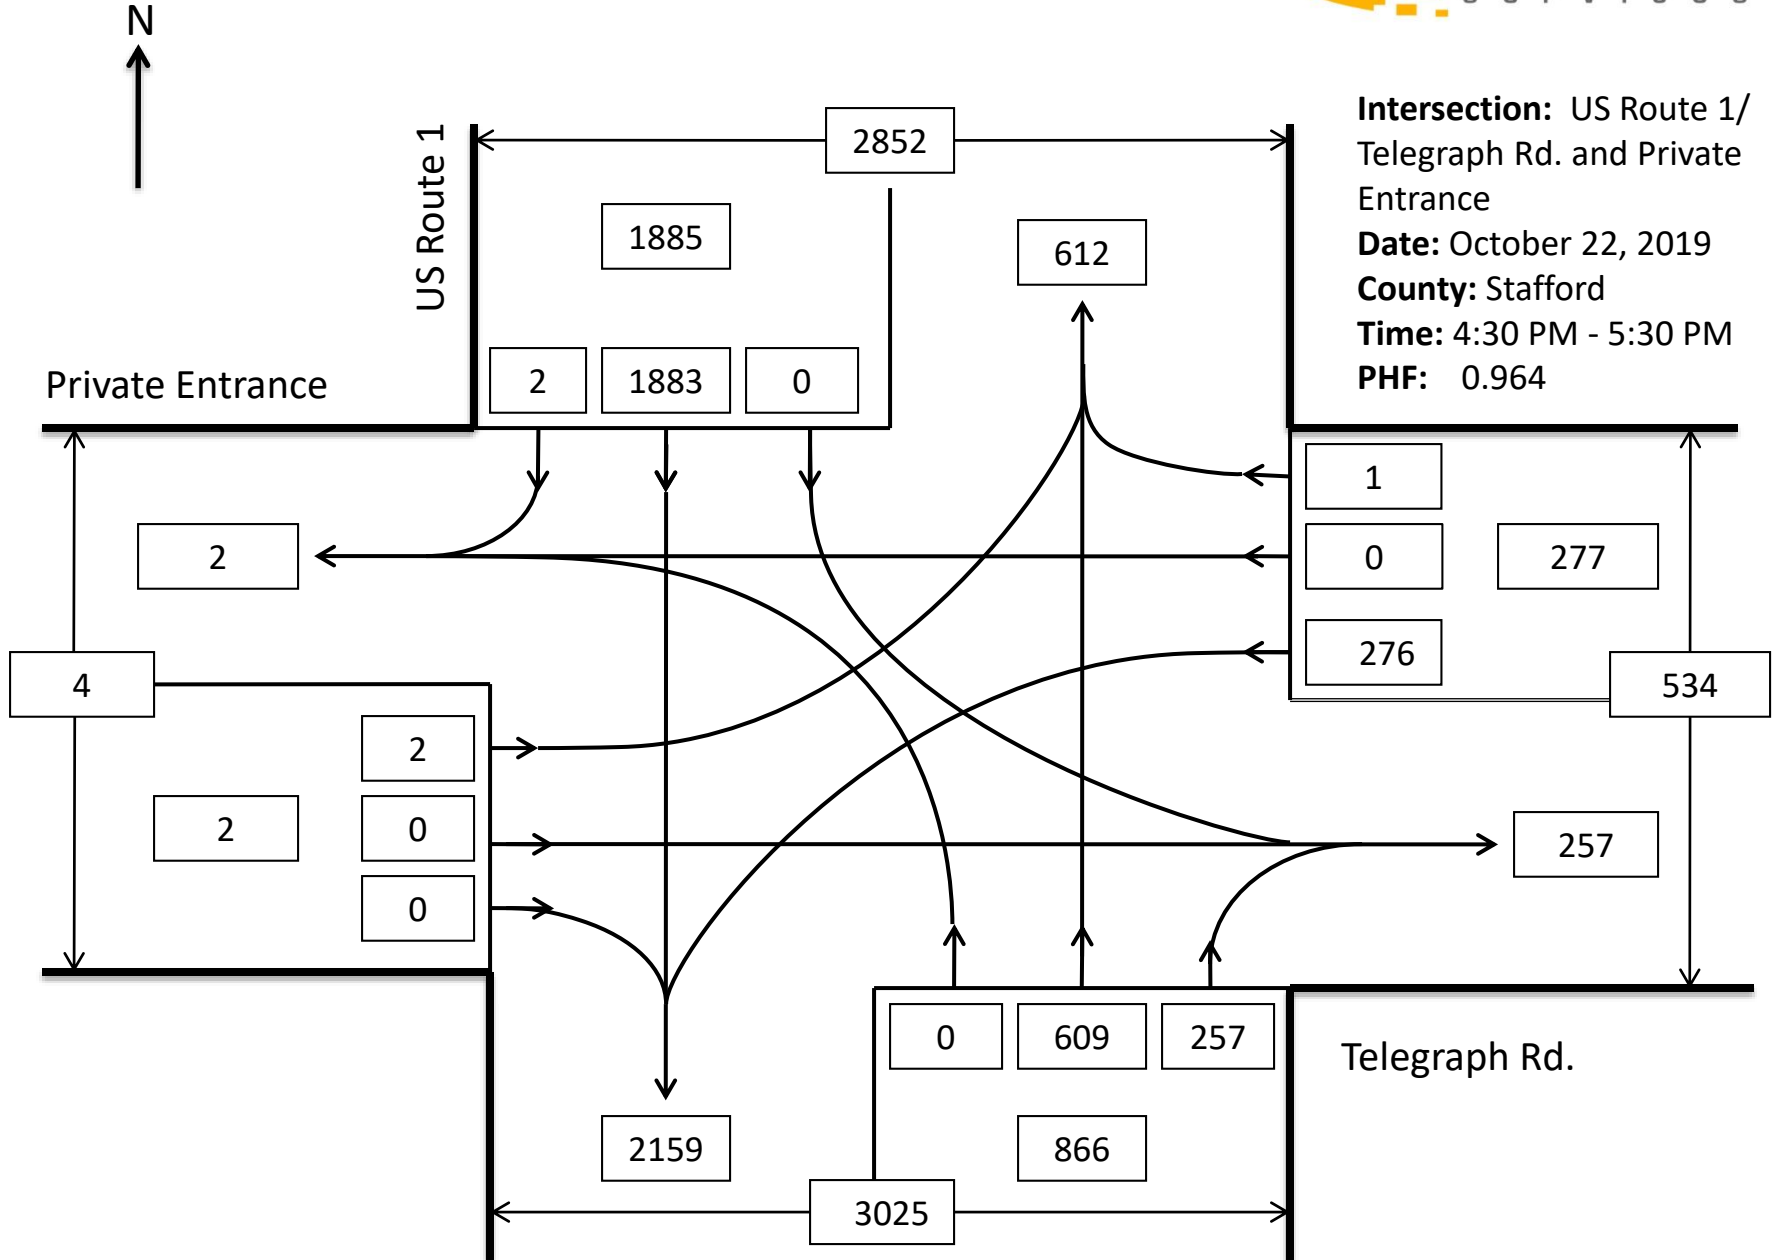 N
US Route 1
2852
Intersection: US Route 1/
Telegraph Rd. and Private
Entrance
Date: October 22, 2019
County: Stafford
Time: 4:30 PM - 5:30 PM
PHF: 0.964
1885
612
Private Entrance
2 1883 0
1
2
0 277
276
4
534
2
2 0
0
257
0 609 257
Telegraph Rd.
2159 866
3025